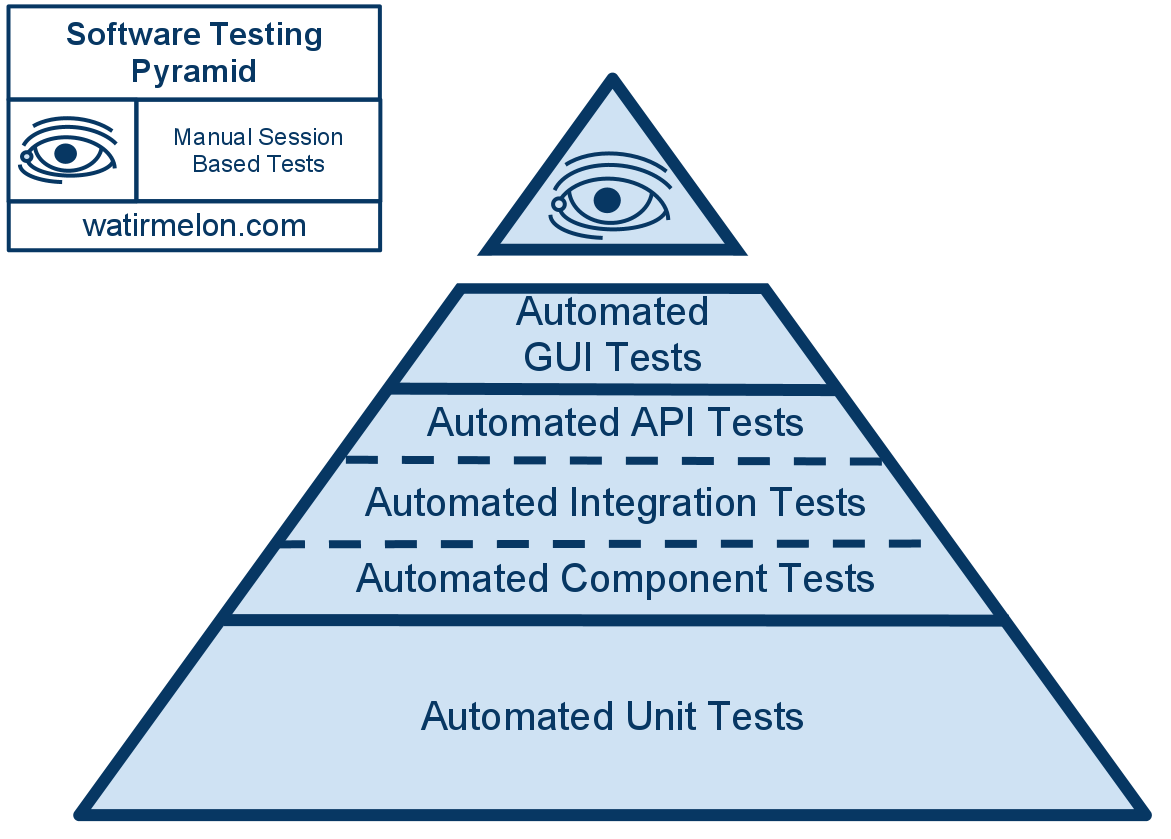 Software Testing
Pyramid
Manual Session
Based Tests
watirmelon.com
Automated
GUI Tests
Automated API Tests
Automated Integration Tests
Automated Component Tests
Automated Unit Tests